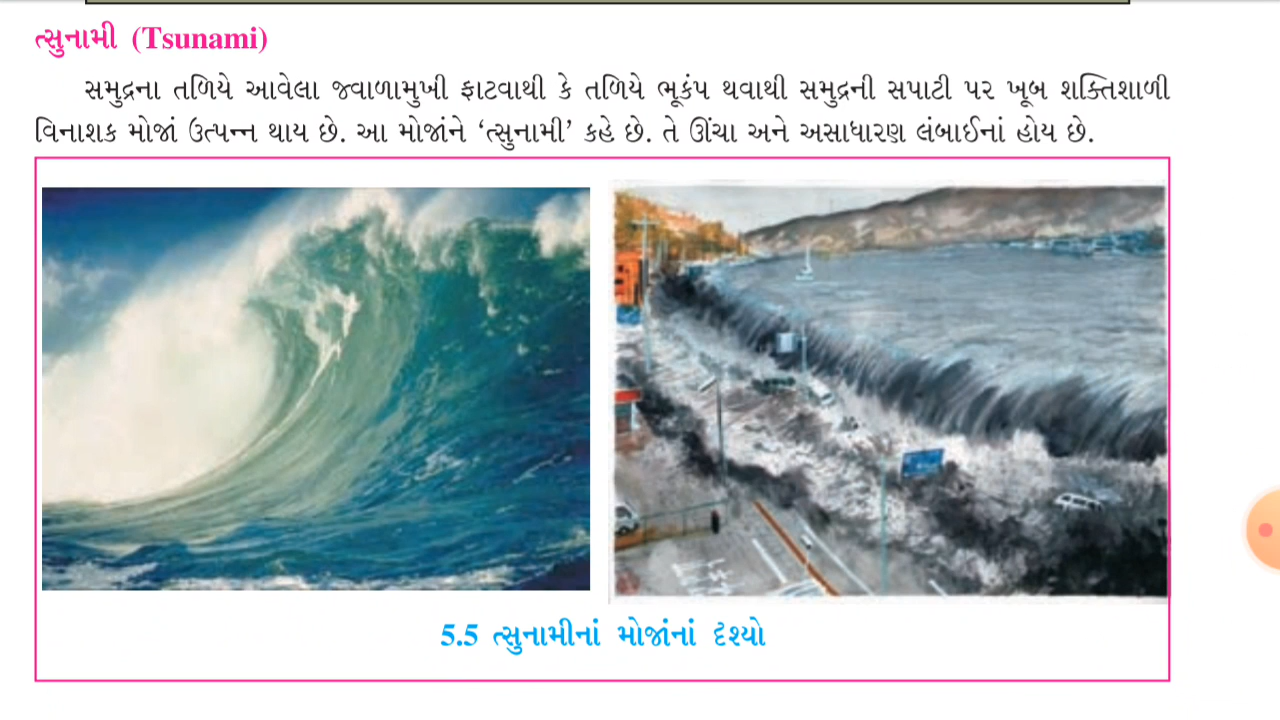 ત્સુનામી (Tsunami)
સમુદ્રના તળિયે આવેલા જ્વાળામુખી ફાટવાથી કે તળિયે ભૂકંપ થવાથી સમુદ્રની સપાટી પર ખૂબ શક્તિશાળી
વિનાશક મોજાં ઉત્પન્ન થાય છે. આ મોજાંને ‘ત્સુનામી’ કહે છે. તે ઊંચા અને અસાધારણ લંબાઈનાં હોય છે.
5.5 ત્સુનામીનાં મોજાંનાં દૃશ્યો